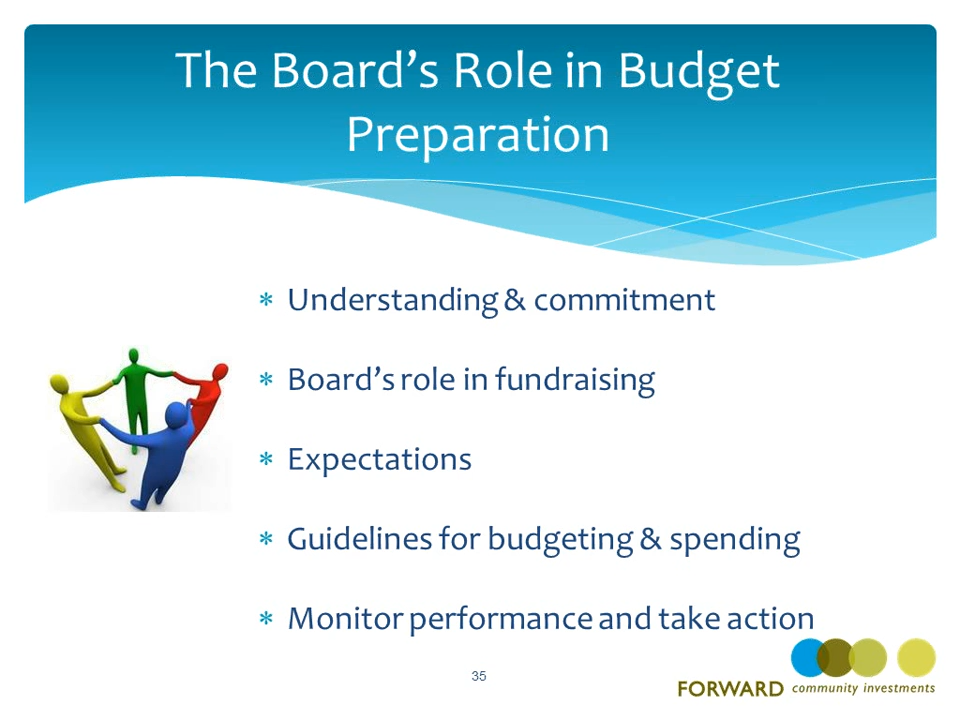 The Board’s Role in Budget
Preparation
* Understanding & commitment
* Board’s role in fundraising
* Expectations
* Guidelines for budgeting & spending
* Monitor performance and take action
35
FORWARD community investments